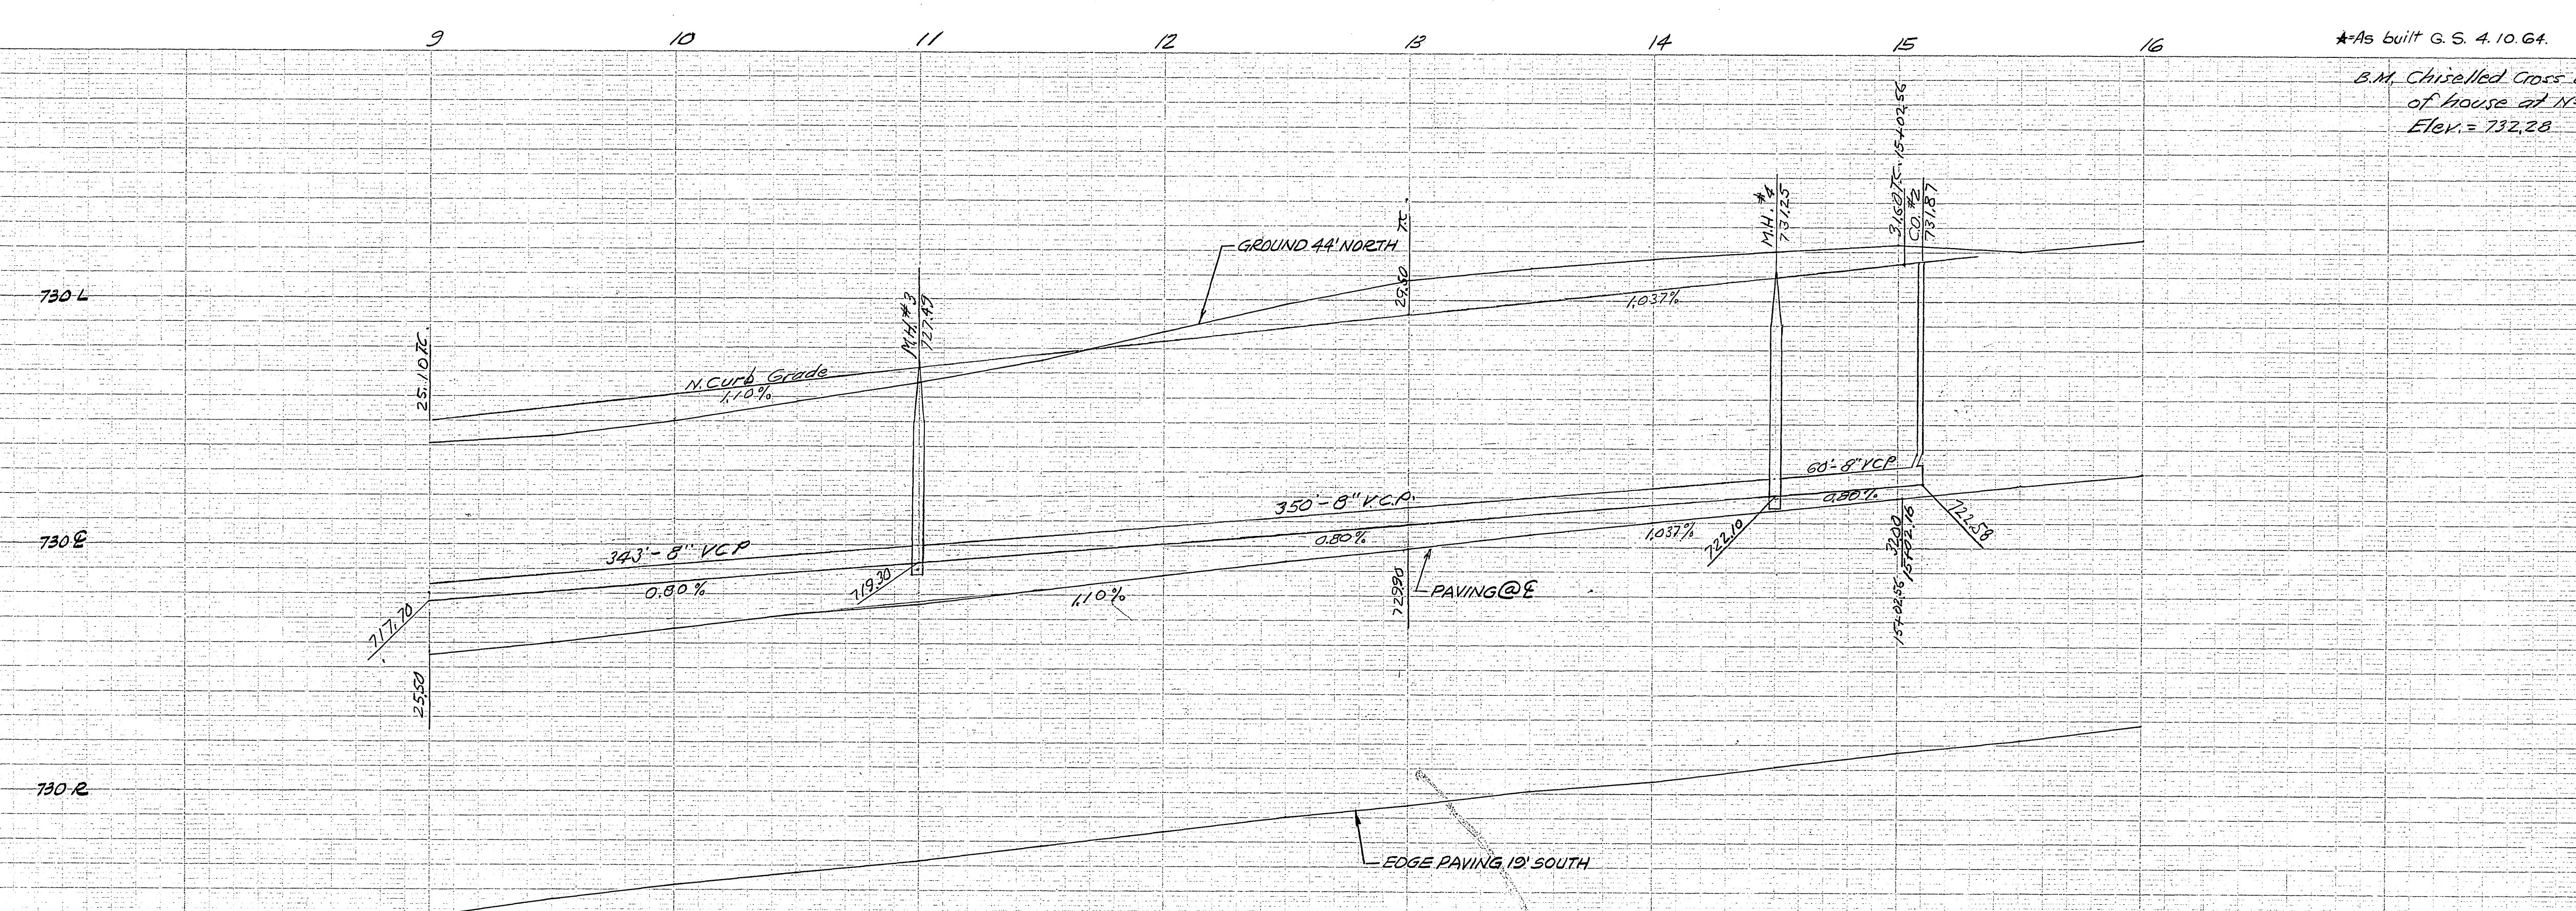 9 10 11 12 13 14 15 16
★=As built G. S. 4.10.64.
B.M. Chiselled Cross
of house at N
Elev. = 732.28
15+02.56
31.60 T.C.
C.O. #2
731.87
M.H. #4
731.25
29.50 T.C.
GROUND 44' NORTH
M.H. #3
727.49
730 L
25.10 T.C.
N. Curb Grade
1.10%
1.037%
60'-8" VCP
0.80%
350'-8" V.C.P.
0.80%
1.037%
722.10
722.58
32.00
15+02.56 = 15+02.16
730 ℄
343'-8" VCP
0.80%
719.30
1.10%
729.90
PAVING @ ℄
717.70
25.50
730 R
EDGE PAVING 19' SOUTH